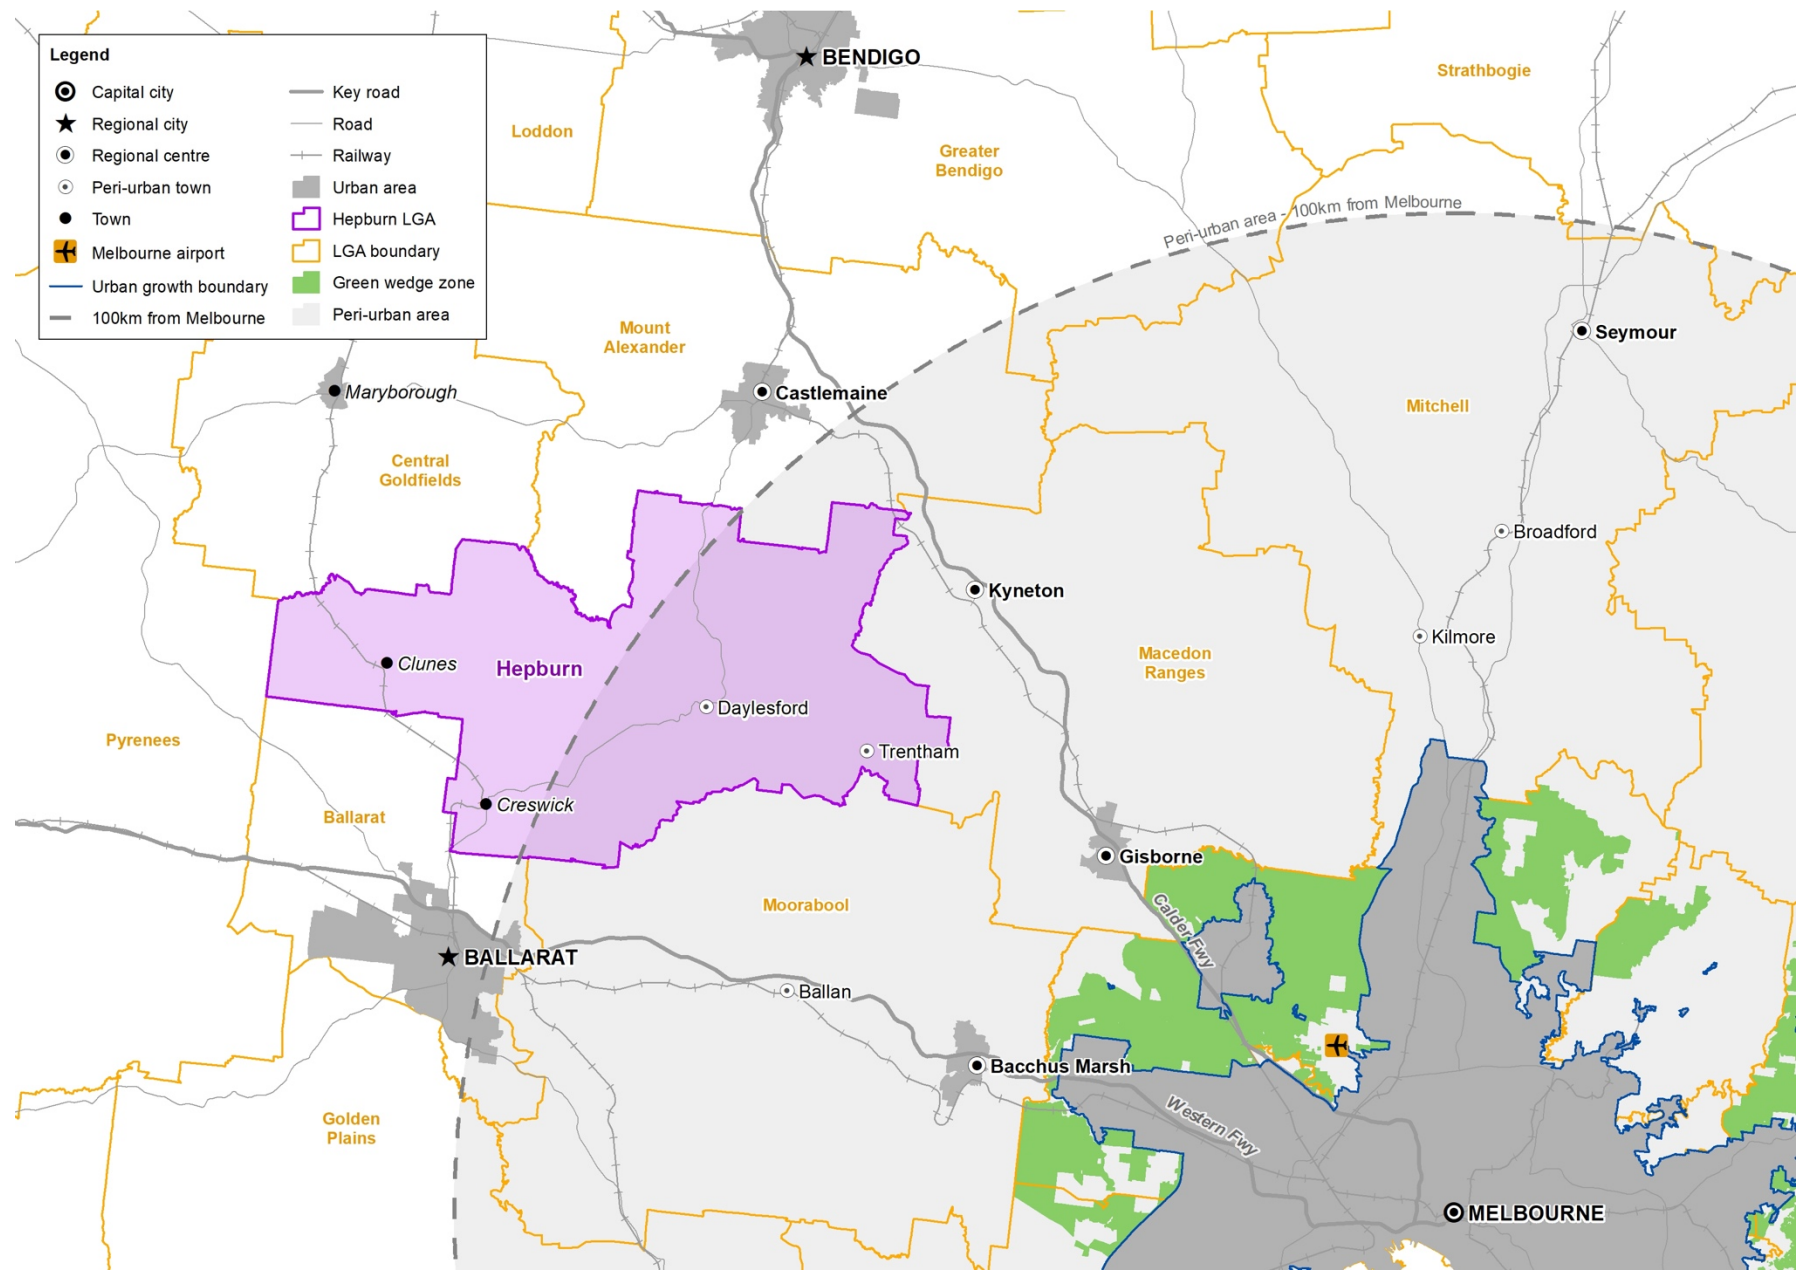 Legend
Capital city
Regional city
Regional centre
Peri-urban town
Town
Melbourne airport
Urban growth boundary
100km from Melbourne
Key road
Road
Railway
Urban area
Hepburn LGA
LGA boundary
Green wedge zone
Peri-urban area
BENDIGO
Strathbogie
Loddon
Greater
Bendigo
Peri-urban area - 100km from Melbourne
Mount
Alexander
Seymour
Maryborough
Castlemaine
Mitchell
Central
Goldfields
Broadford
Kyneton
Kilmore
Clunes
Hepburn
Macedon
Ranges
Daylesford
Pyrenees
Trentham
Creswick
Ballarat
Gisborne
Moorabool
Calder Fwy
BALLARAT
Ballan
Bacchus Marsh
Golden
Plains
Western Fwy
MELBOURNE